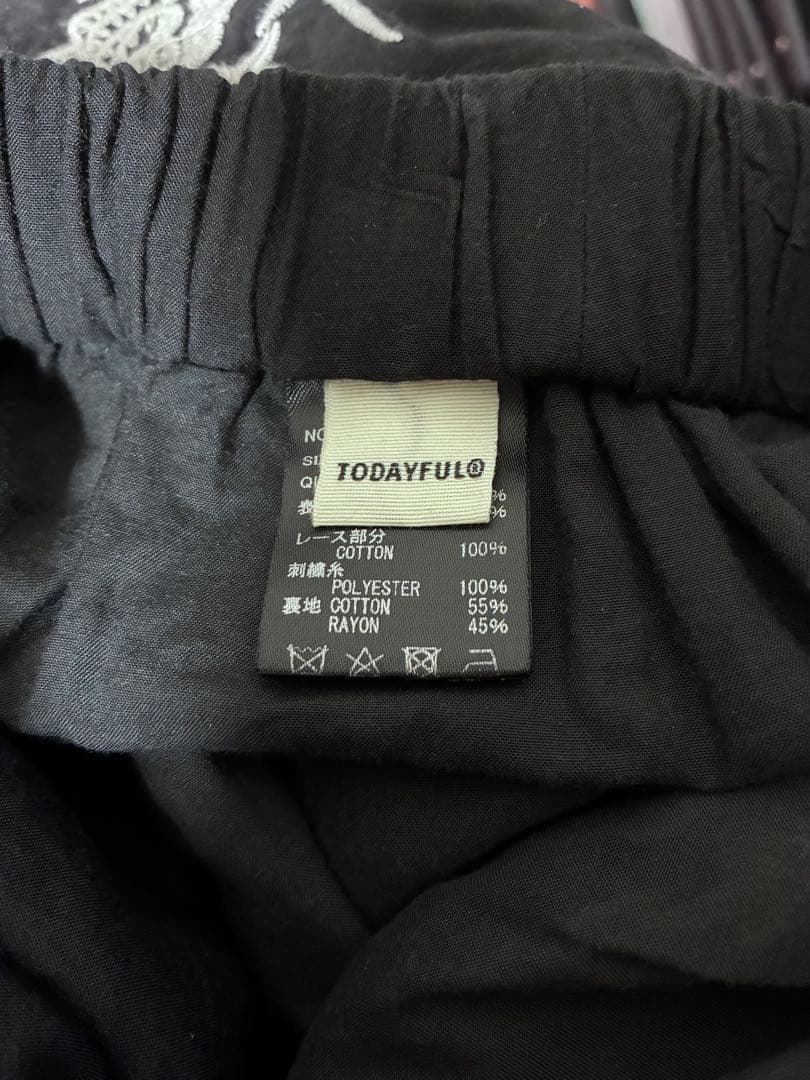 TODAYFUL®
レース部分
COTTON 100%
刺繍糸
POLYESTER 100%
裏地 COTTON 55%
RAYON 45%